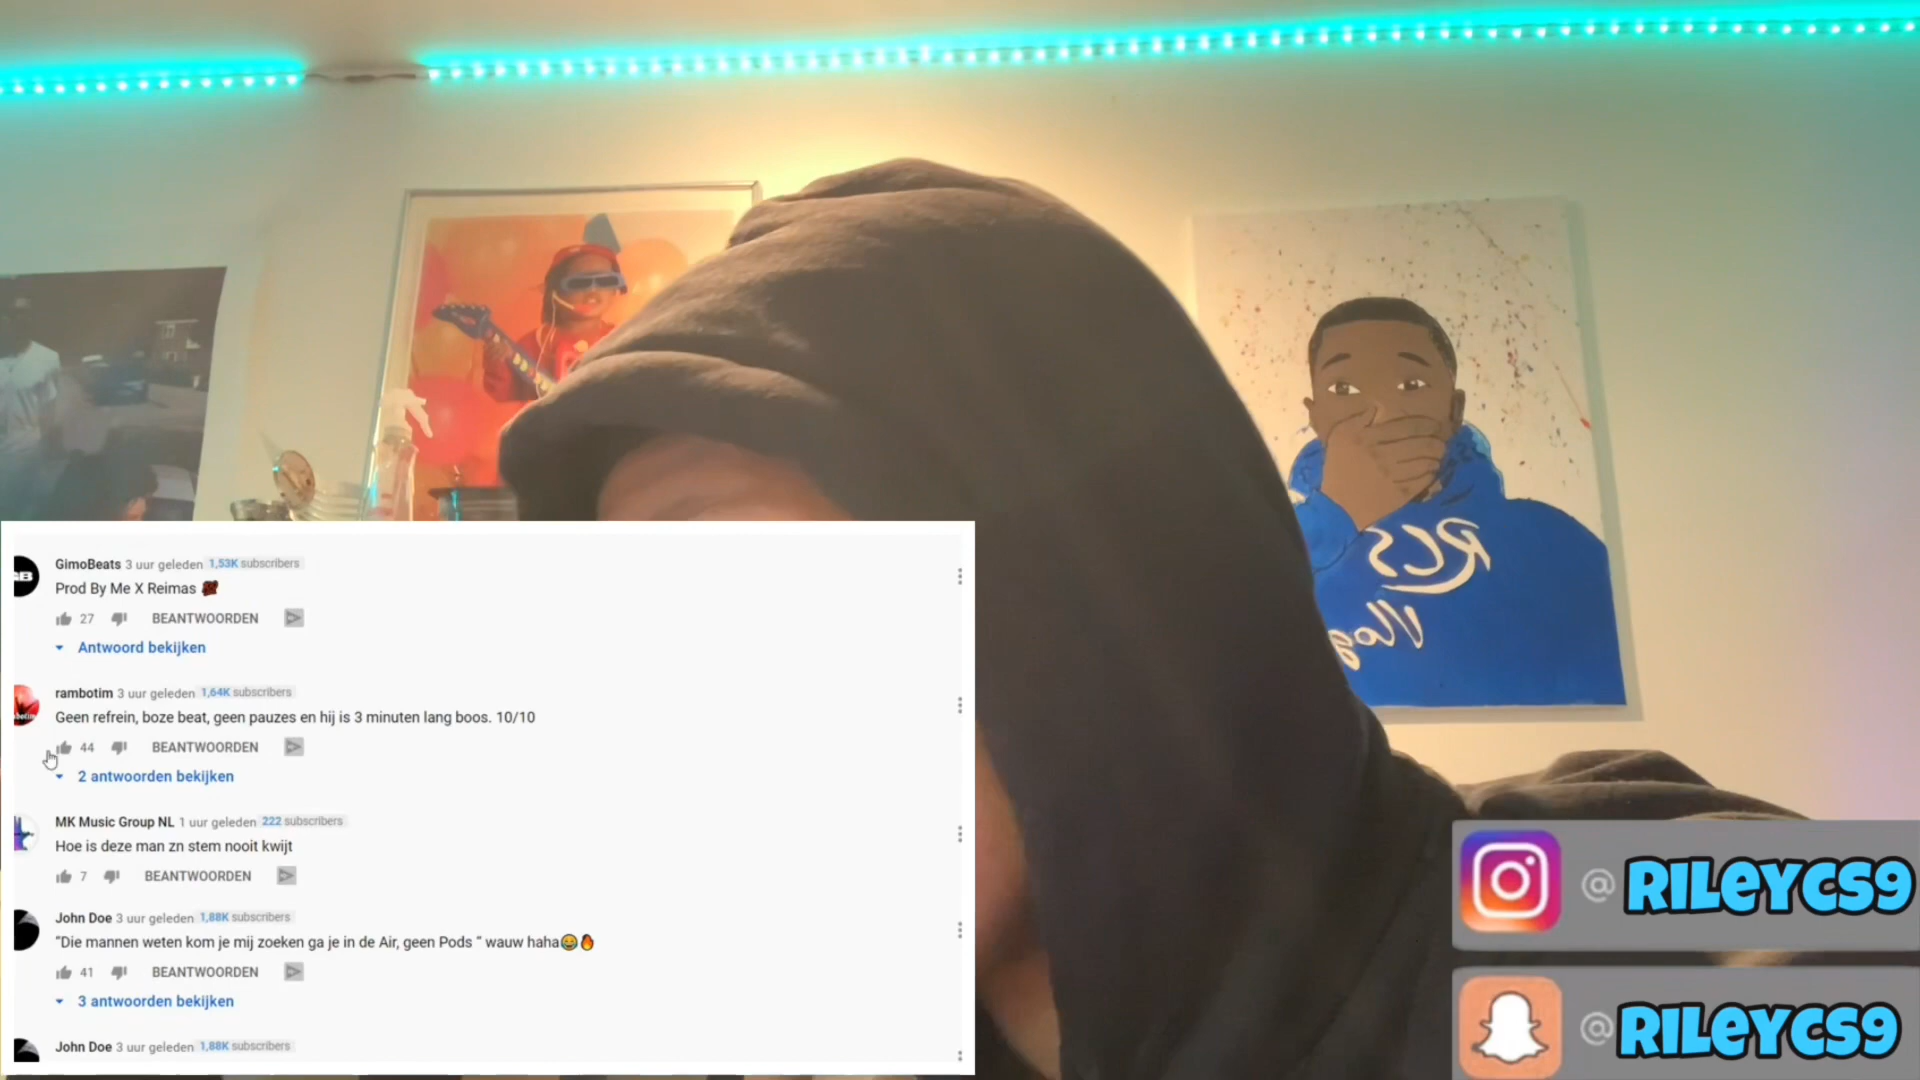 GimoBeats 3 uur geleden 1,53K subscribers
Prod By Me X Reimas 💯
27 BEANTWOORDEN
Antwoord bekijken
rambotim 3 uur geleden 1,64K subscribers
Geen refrein, boze beat, geen pauzes en hij is 3 minuten lang boos. 10/10
44 BEANTWOORDEN
2 antwoorden bekijken
MK Music Group NL 1 uur geleden 222 subscribers
Hoe is deze man zn stem nooit kwijt
7 BEANTWOORDEN
John Doe 3 uur geleden 1,88K subscribers
“Die mannen weten kom je mij zoeken ga je in de Air, geen Pods “ wauw haha😂🔥
41 BEANTWOORDEN
3 antwoorden bekijken
John Doe 3 uur geleden 1,88K subscribers
RCS
Vlog
@RILeYCS9
@RILeYCS9